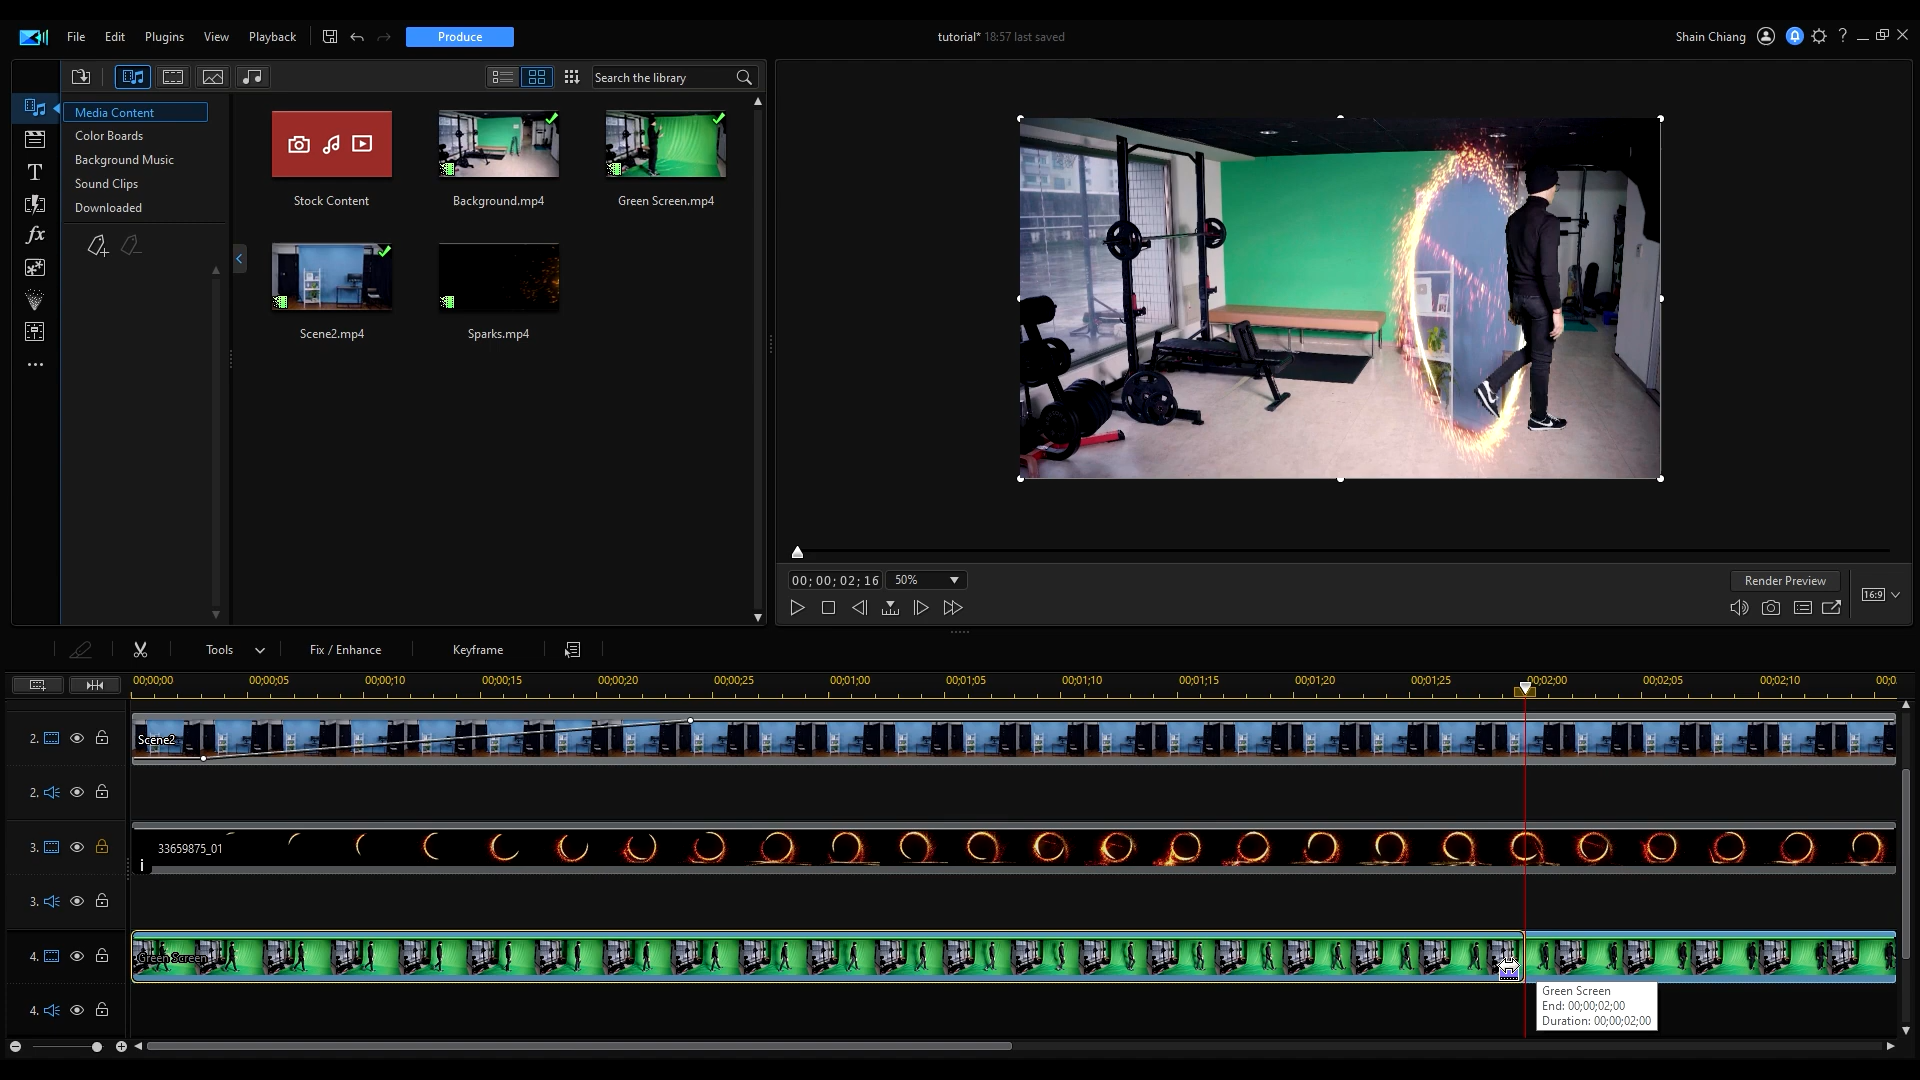 File Edit Plugins View Playback Produce tutorial* 18:57 last saved Shain Chiang ?
Search the library
Media Content
Color Boards
Background Music
Sound Clips
Downloaded
T
fx
Stock Content Background.mp4 Green Screen.mp4
Scene2.mp4 Sparks.mp4
00;00;02;16 50% Render Preview
16:9
Tools Fix / Enhance Keyframe
00;00;00 00;00;05 00;00;10 00;00;15 00;00;20 00;00;25 00;01;00 00;01;05 00;01;10 00;01;15 00;01;20 00;01;25 00;02;00 00;02;05 00;02;10 00;0
2. Scene2
2.
3. 33659875_01
i
3.
4. Green Screen
4.
Green Screen
End: 00;00;02;00
Duration: 00;00;02;00